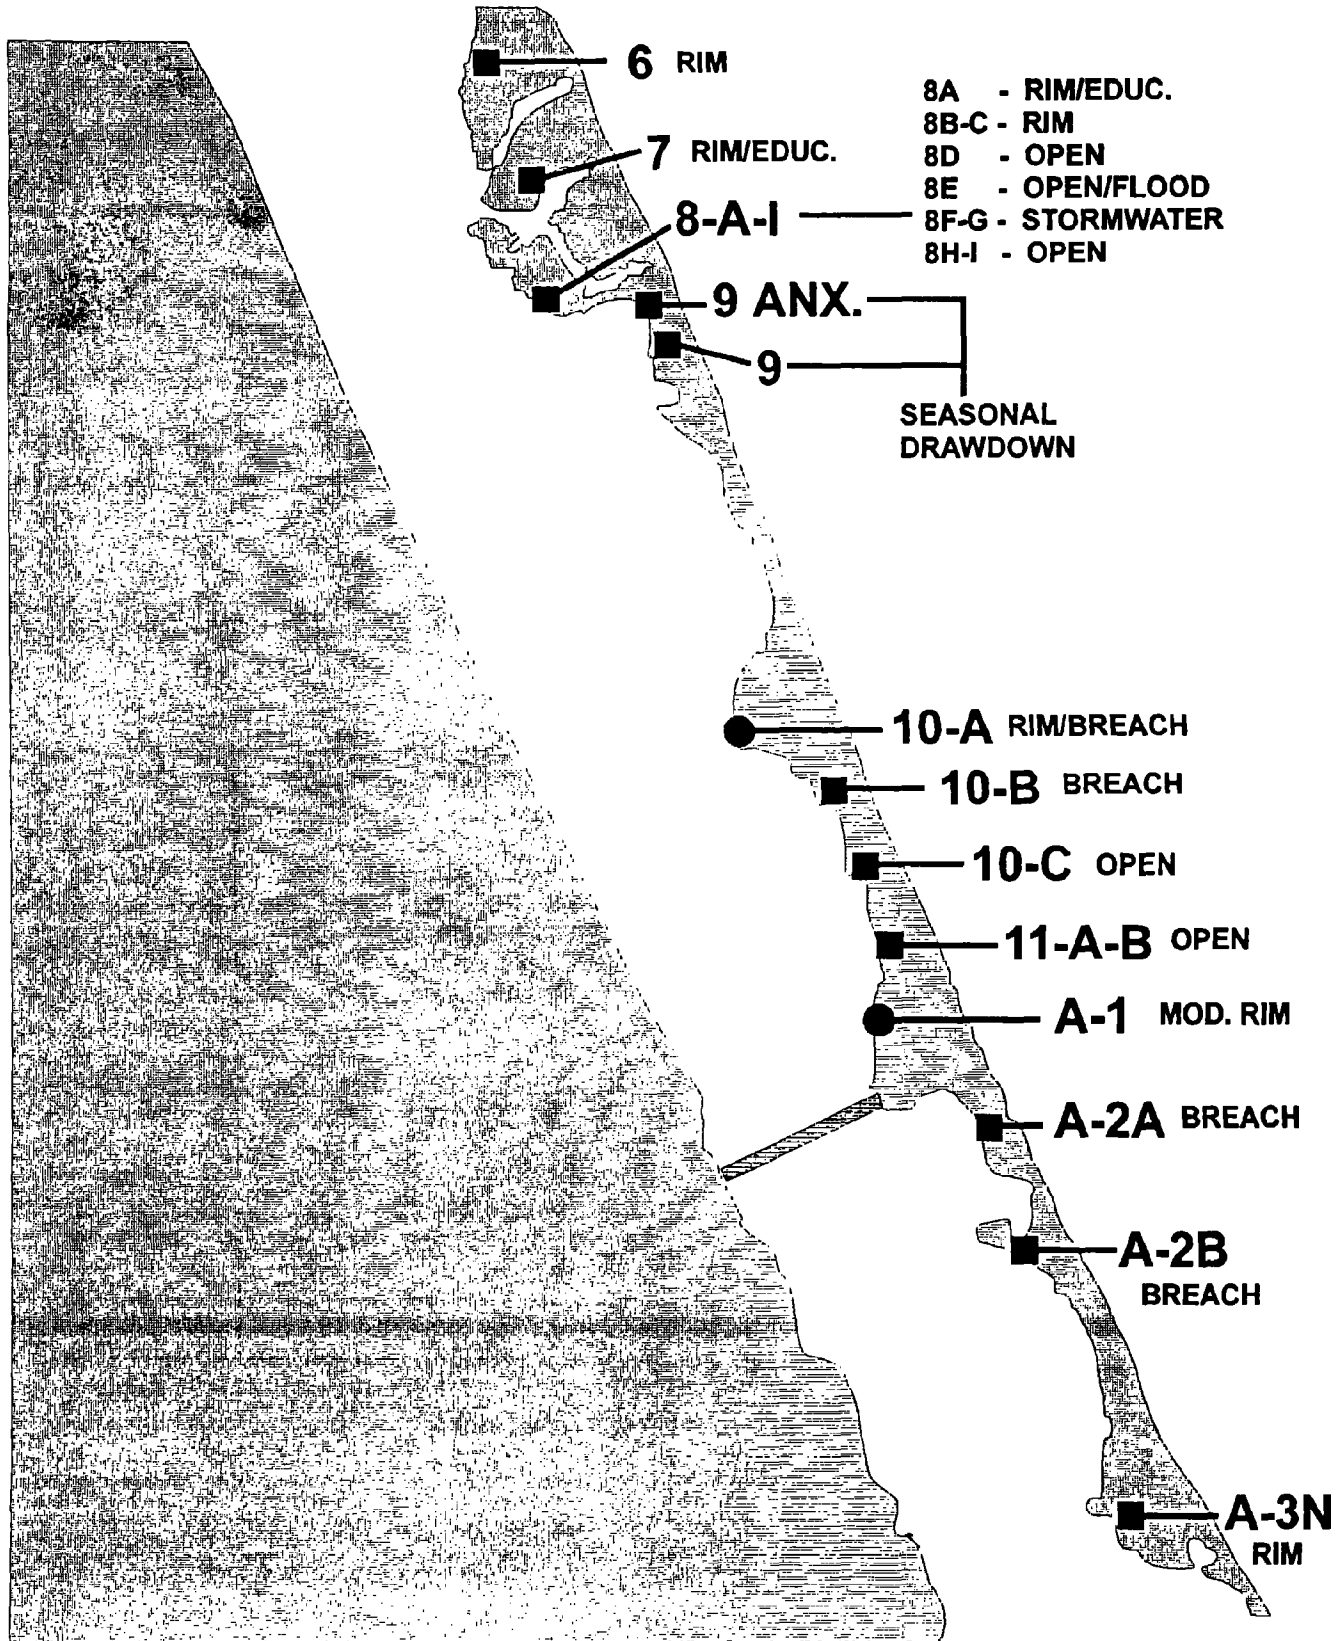 6 RIM
7 RIM/EDUC.
8-A-I
8A - RIM/EDUC.
8B-C - RIM
8D - OPEN
8E - OPEN/FLOOD
8F-G - STORMWATER
8H-I - OPEN
9 ANX.
9
SEASONAL
DRAWDOWN
10-A RIM/BREACH
10-B BREACH
10-C OPEN
11-A-B OPEN
A-1 MOD. RIM
A-2A BREACH
A-2B
BREACH
A-3N
RIM